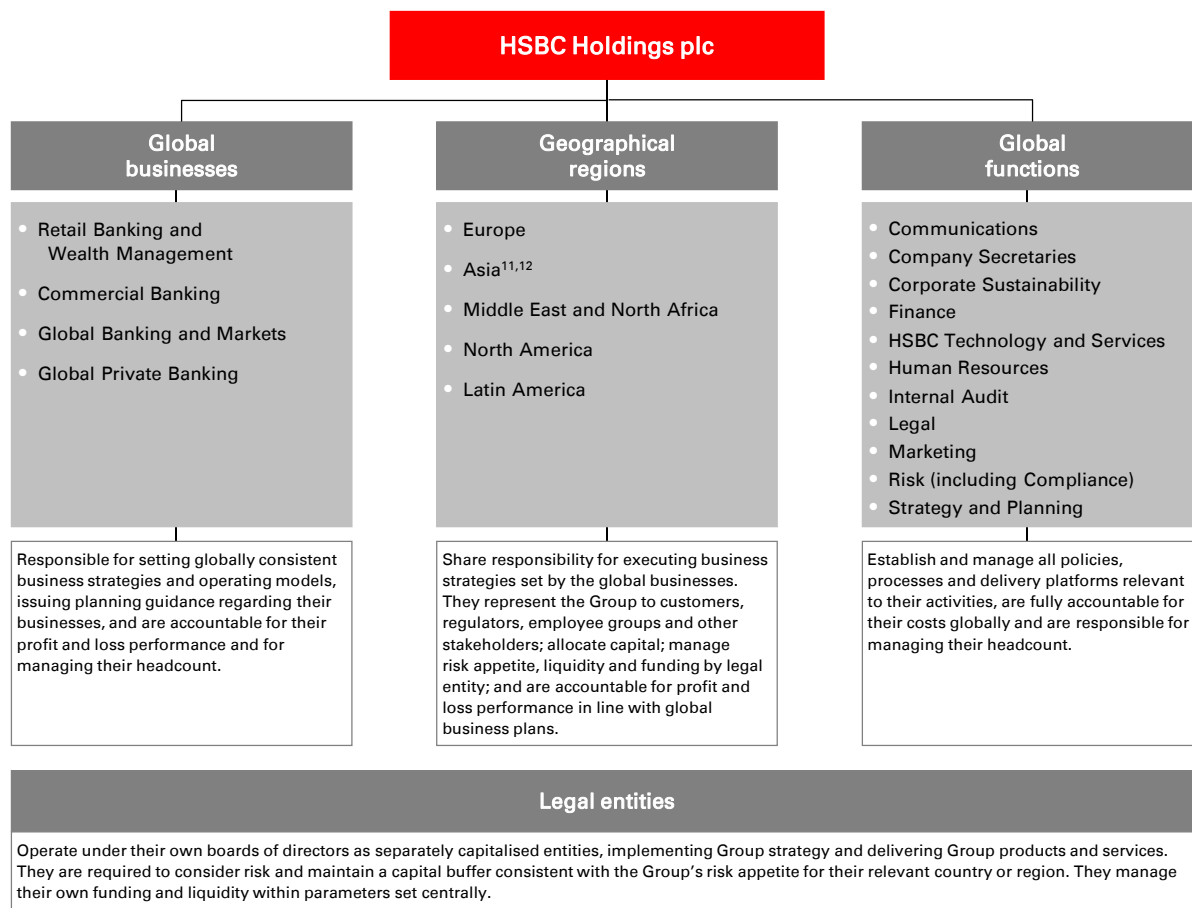 HSBC Holdings plc
Global
businesses
• Retail Banking and
Wealth Management
• Commercial Banking
• Global Banking and Markets
• Global Private Banking
Responsible for setting globally consistent
business strategies and operating models,
issuing planning guidance regarding their
businesses, and are accountable for their
profit and loss performance and for
managing their headcount.
Geographical
regions
• Europe
• Asia11,12
• Middle East and North Africa
• North America
• Latin America
Share responsibility for executing business
strategies set by the global businesses.
They represent the Group to customers,
regulators, employee groups and other
stakeholders; allocate capital; manage
risk appetite, liquidity and funding by legal
entity; and are accountable for profit and
loss performance in line with global
business plans.
Global
functions
• Communications
• Company Secretaries
• Corporate Sustainability
• Finance
• HSBC Technology and Services
• Human Resources
• Internal Audit
• Legal
• Marketing
• Risk (including Compliance)
• Strategy and Planning
Establish and manage all policies,
processes and delivery platforms relevant
to their activities, are fully accountable for
their costs globally and are responsible for
managing their headcount.
Legal entities
Operate under their own boards of directors as separately capitalised entities, implementing Group strategy and delivering Group products and services.
They are required to consider risk and maintain a capital buffer consistent with the Group's risk appetite for their relevant country or region. They manage
their own funding and liquidity within parameters set centrally.